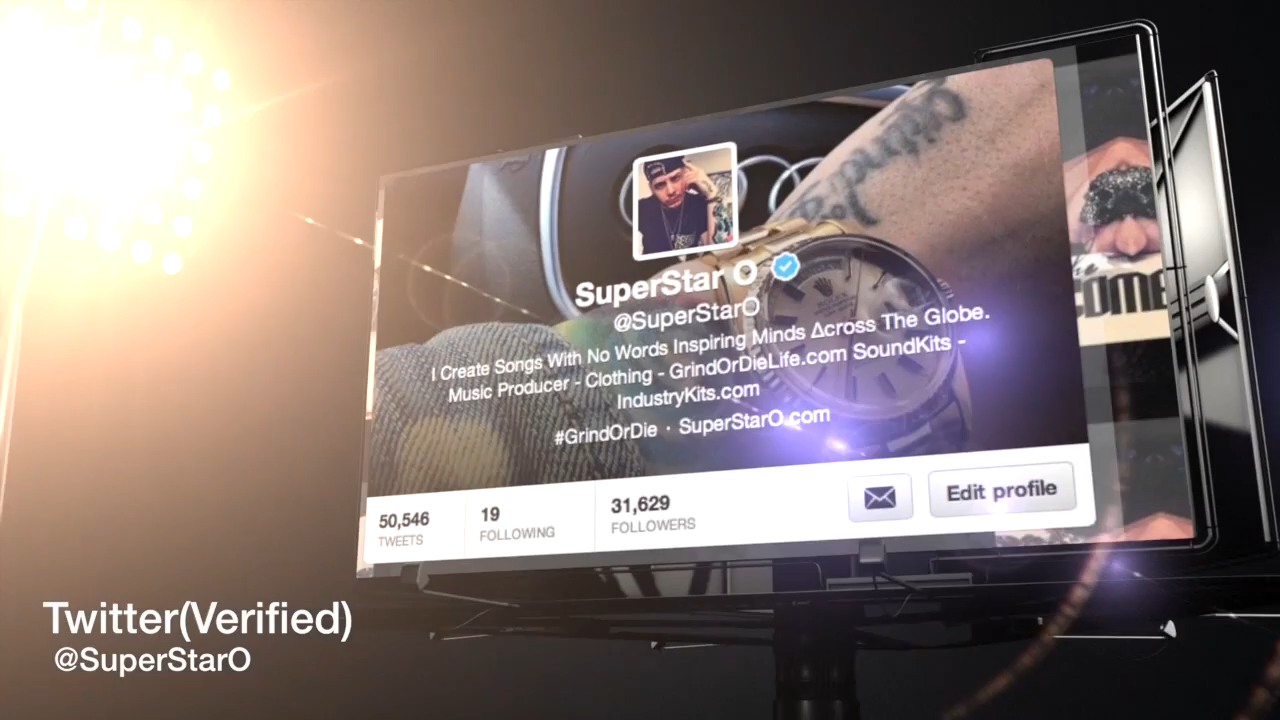 SuperStar O
@SuperStarO
I Create Songs With No Words Inspiring Minds Δcross The Globe.
Music Producer - Clothing - GrindOrDieLife.com SoundKits -
IndustryKits.com
#GrindOrDie · SuperStarO.com
50,546
TWEETS
19
FOLLOWING
31,629
FOLLOWERS
Edit profile
Twitter(Verified)
@SuperStarO